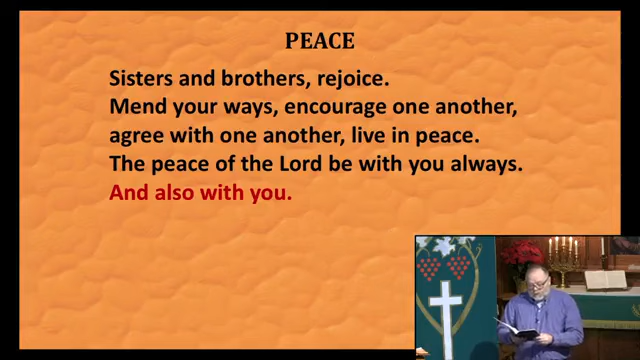 PEACE
Sisters and brothers, rejoice.
Mend your ways, encourage one another,
agree with one another, live in peace.
The peace of the Lord be with you always.
And also with you.